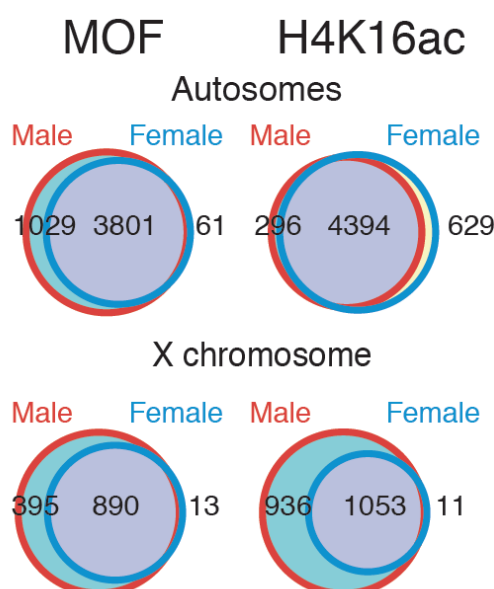 MOF H4K16ac
Autosomes
Male Female Male Female
1029 3801 61 296 4394 629
X chromosome
Male Female Male Female
395 890 13 936 1053 11